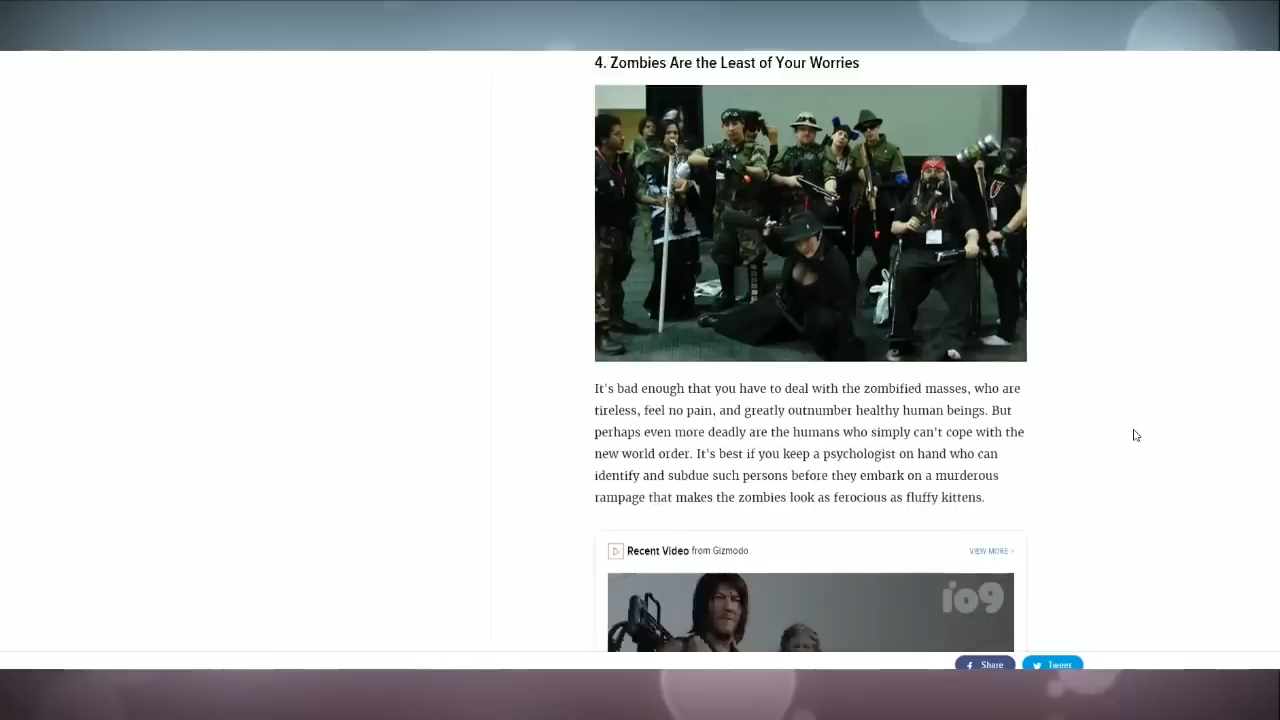 4. Zombies Are the Least of Your Worries
It's bad enough that you have to deal with the zombified masses, who are
tireless, feel no pain, and greatly outnumber healthy human beings. But
perhaps even more deadly are the humans who simply can't cope with the
new world order. It's best if you keep a psychologist on hand who can
identify and subdue such persons before they embark on a murderous
rampage that makes the zombies look as ferocious as fluffy kittens.
Recent Video from Gizmodo
VIEW MORE >
io9
Share
Tweet